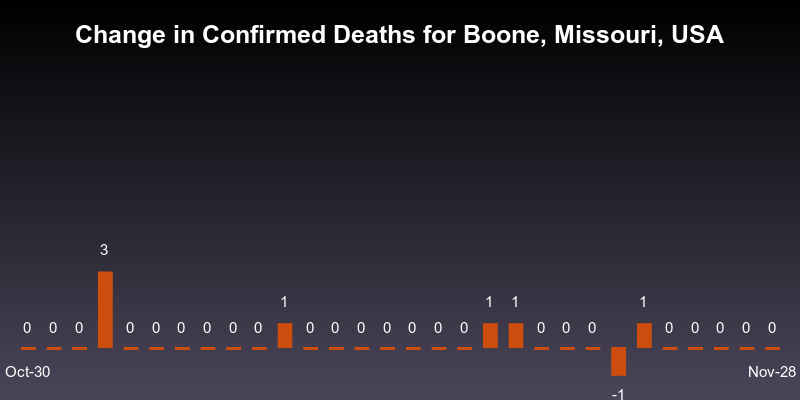 Change in Confirmed Deaths for Boone, Missouri, USA
3
1 1 1 1
0 0 0 0 0 0 0 0 0 0 0 0 0 0 0 0 0 0 0 0 0 0 0 0
Oct-30 Nov-28
-1